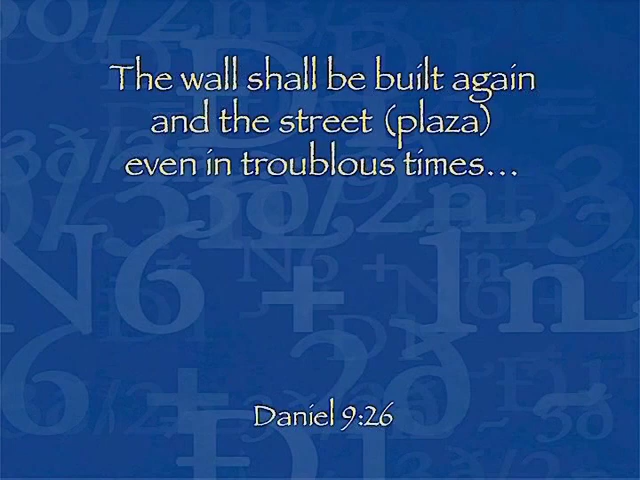 The wall shall be built again
and the street (plaza)
even in troublous times...
Daniel 9:26